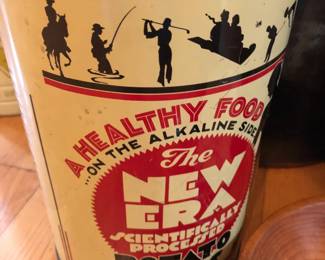 A HEALTHY FOOD
...ON THE ALKALINE SIDE
The
NEW
ERA
SCIENTIFICALLY
PROCESSED
POTATO